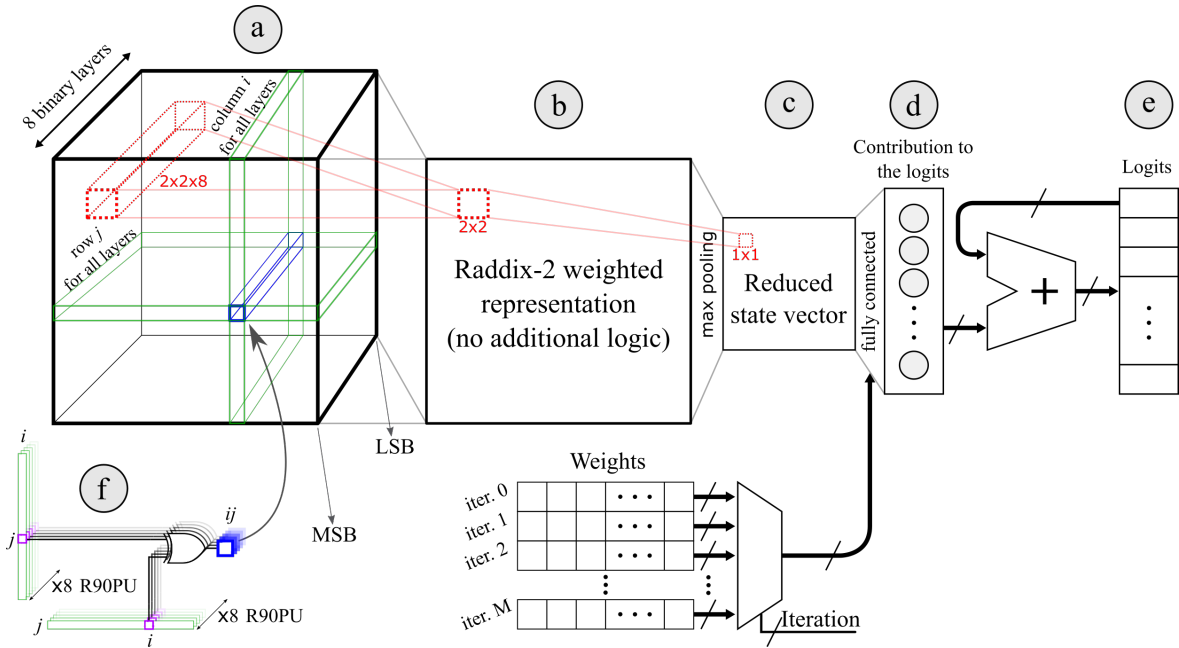 a
8 binary layers
column i
for all layers
2x2x8
row j
for all layers
LSB
MSB
b
2x2
Raddix-2 weighted
representation
(no additional logic)
max pooling
c
1x1
Reduced
state vector
fully connected
d
Contribution to
the logits
+
e
Logits
f
i
j
ij
x8 R90PU
x8 R90PU
j
i
Weights
iter. 0
iter. 1
iter. 2
iter. M
Iteration